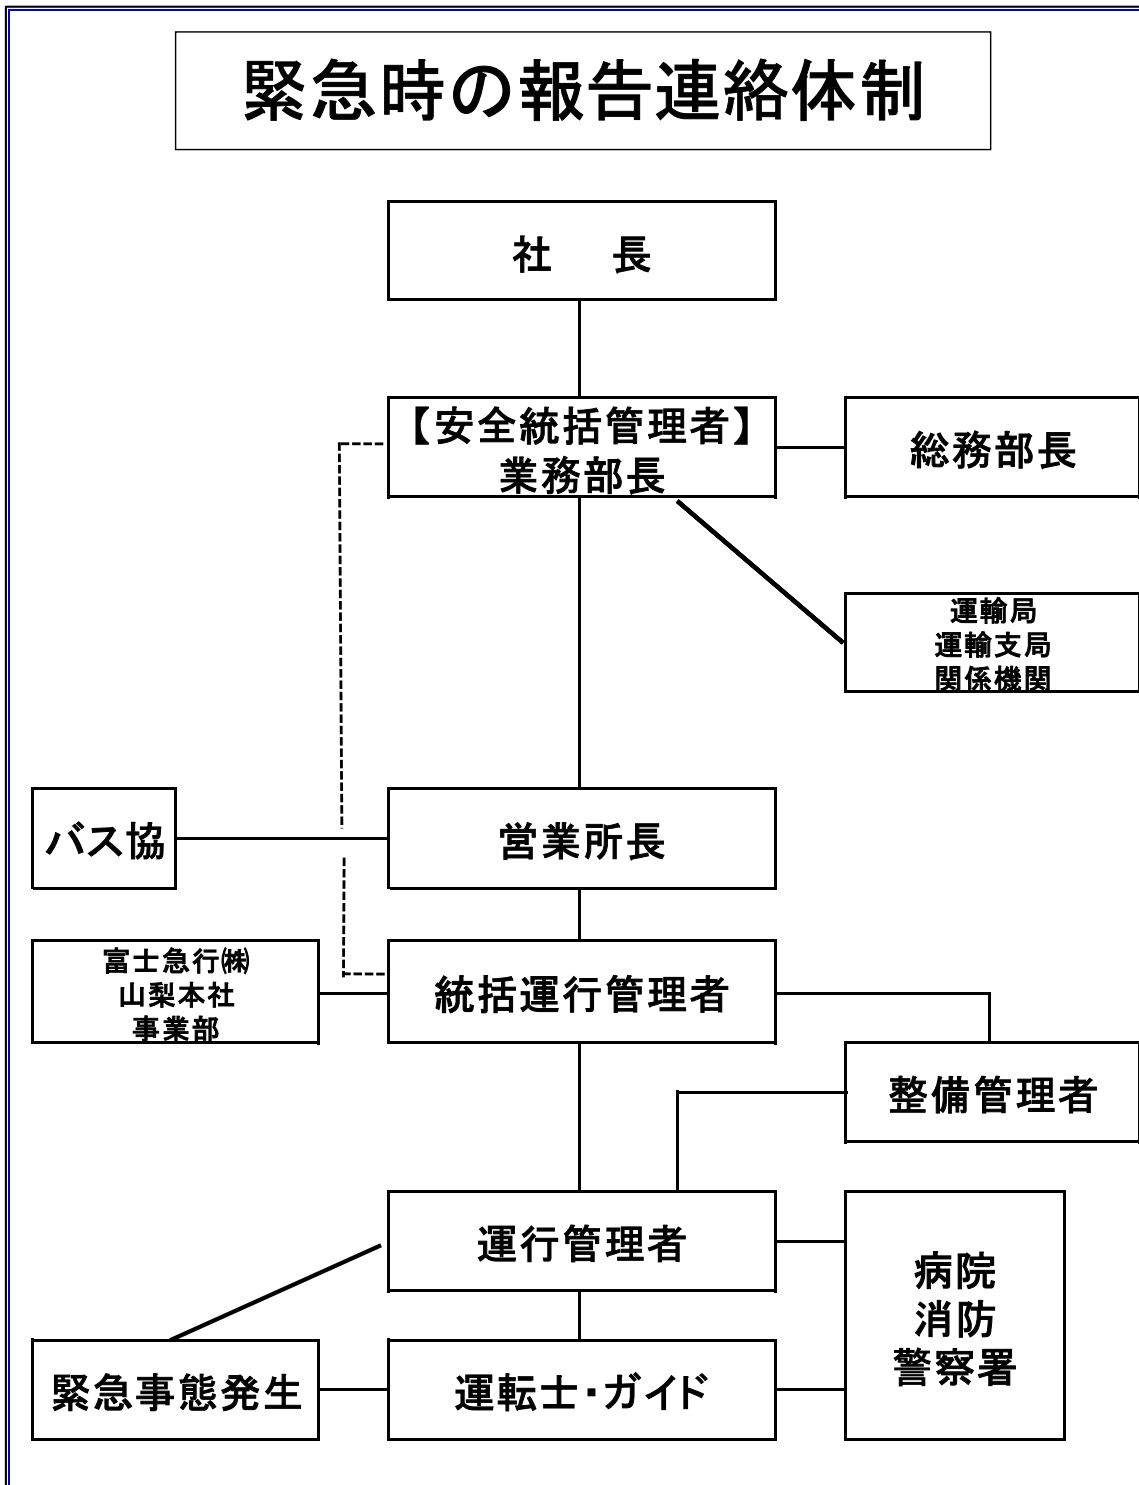 緊急時の報告連絡体制
社　長
【安全統括管理者】
業務部長
総務部長
運輸局
運輸支局
関係機関
バス協
営業所長
富士急行㈱
山梨本社
事業部
統括運行管理者
整備管理者
運行管理者
病院
消防
警察署
緊急事態発生
運転士・ガイド